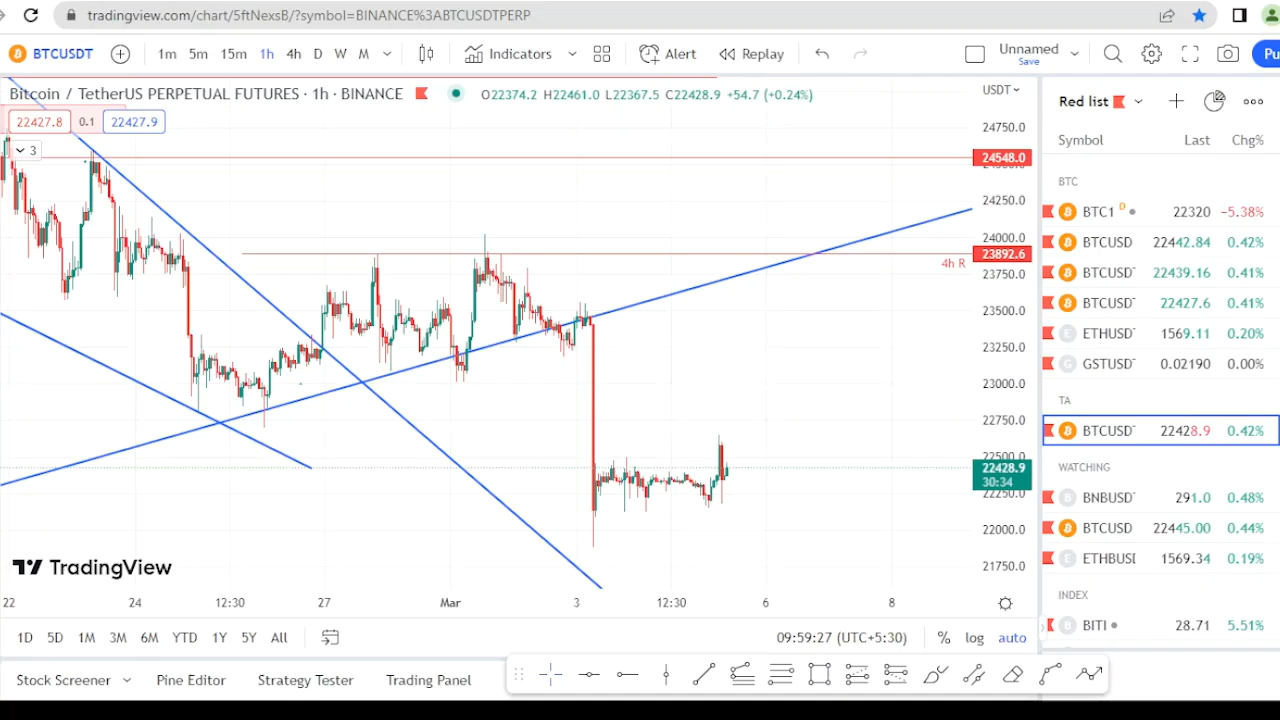 tradingview.com/chart/5ftNexsB/?symbol=BINANCE%3ABTCUSDTPERP
BTCUSDT 1m 5m 15m 1h 4h D W M Indicators Alert Replay Unnamed Save Pu
Bitcoin / TetherUS PERPETUAL FUTURES · 1h · BINANCE O22374.2 H22461.0 L22367.5 C22428.9 +54.7 (+0.24%)
22427.8 0.1 22427.9
3
USDT
24750.0
24548.0
24250.0
24000.0
23892.6
4h R
23750.0
23500.0
23250.0
23000.0
22750.0
22500.0
22428.9
30:34
22250.0
22000.0
21750.0
TradingView
22 24 12:30 27 Mar 3 12:30 6 8
1D 5D 1M 3M 6M YTD 1Y 5Y All 09:59:27 (UTC+5:30) % log auto
Stock Screener Pine Editor Strategy Tester Trading Panel
Red list
Symbol Last Chg%
BTC
BTC1 D 22320 −5.38%
BTCUSD 22442.84 0.42%
BTCUSD 22439.16 0.41%
BTCUSD 22427.6 0.41%
ETHUSD 1569.11 0.20%
GSTUSD 0.02190 0.00%
TA
BTCUSD 22428.9 0.42%
WATCHING
BNBUSD 291.0 0.48%
BTCUSD 22445.00 0.44%
ETHBUSD 1569.34 0.19%
INDEX
BITI 28.71 5.51%